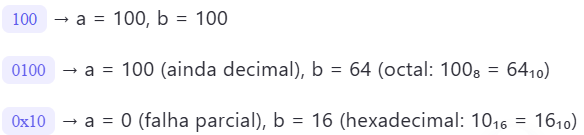 100 → a = 100, b = 100
0100 → a = 100 (ainda decimal), b = 64 (octal: 100₈ = 64₁₀)
0x10 → a = 0 (falha parcial), b = 16 (hexadecimal: 10₁₆ = 16₁₀)